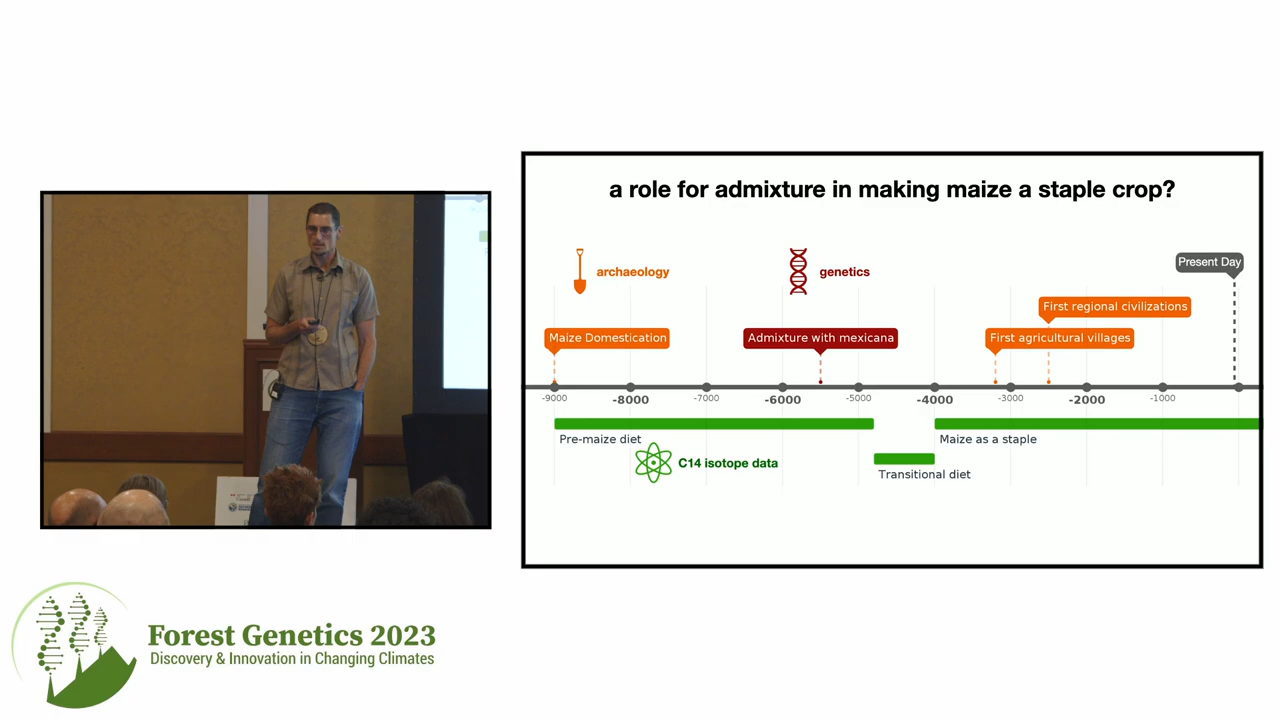 a role for admixture in making maize a staple crop?
archaeology
genetics
Present Day
First regional civilizations
Maize Domestication
Admixture with mexicana
First agricultural villages
-9000
-8000
-7000
-6000
-5000
-4000
-3000
-2000
-1000
Pre-maize diet
Maize as a staple
C14 isotope data
Transitional diet
Forest Genetics 2023
Discovery & Innovation in Changing Climates